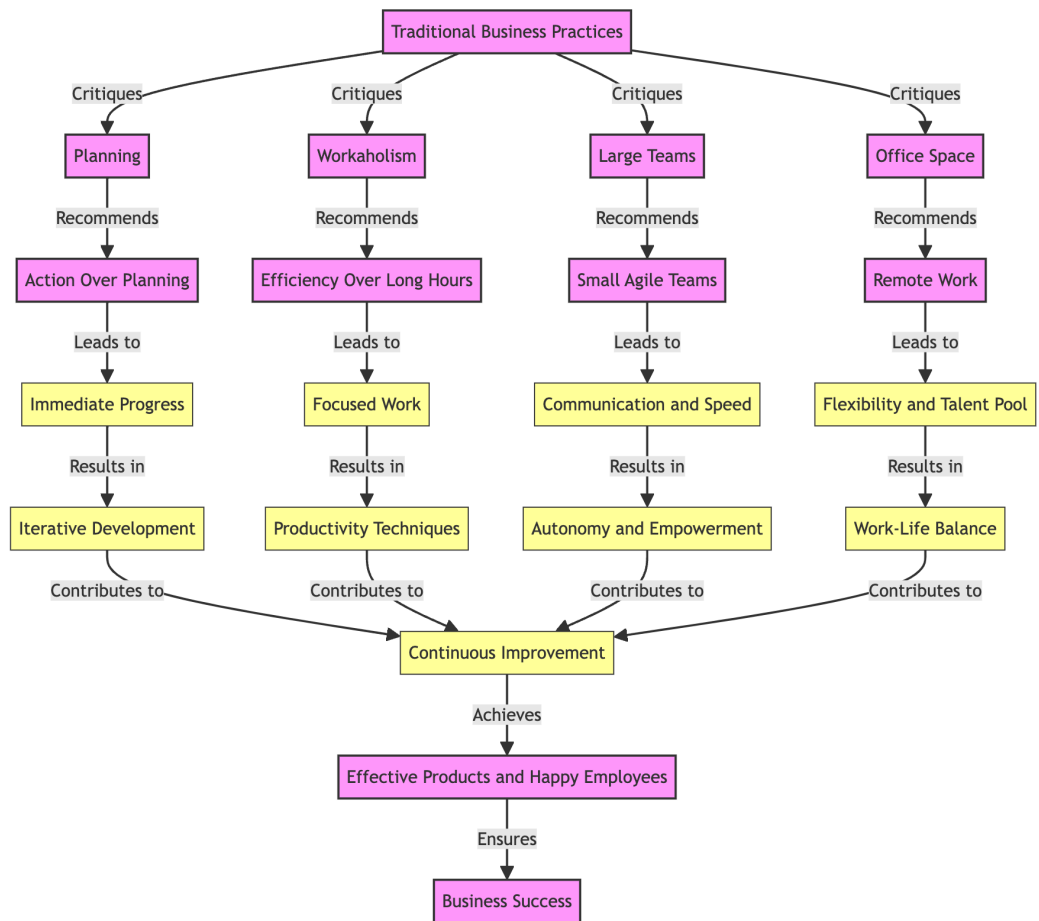 Traditional Business Practices
Critiques
Critiques
Critiques
Critiques
Planning
Workaholism
Large Teams
Office Space
Recommends
Recommends
Recommends
Recommends
Action Over Planning
Efficiency Over Long Hours
Small Agile Teams
Remote Work
Leads to
Leads to
Leads to
Leads to
Immediate Progress
Focused Work
Communication and Speed
Flexibility and Talent Pool
Results in
Results in
Results in
Results in
Iterative Development
Productivity Techniques
Autonomy and Empowerment
Work-Life Balance
Contributes to
Contributes to
Contributes to
Contributes to
Continuous Improvement
Achieves
Effective Products and Happy Employees
Ensures
Business Success